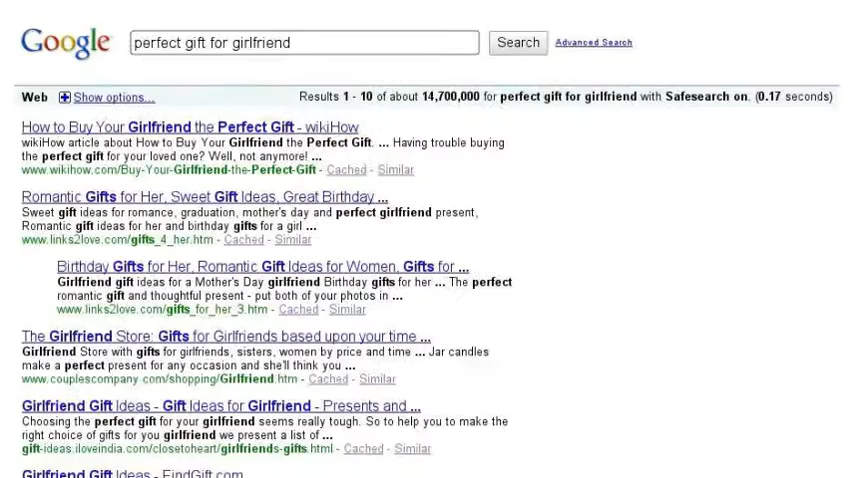 Google perfect gift for girlfriend Search Advanced Search
Web Show options... Results 1 - 10 of about 14,700,000 for perfect gift for girlfriend with Safesearch on. (0.17 seconds)
How to Buy Your Girlfriend the Perfect Gift - wikiHow
wikiHow article about How to Buy Your Girlfriend the Perfect Gift. ... Having trouble buying
the perfect gift for your loved one? Well, not anymore! ...
www.wikihow.com/Buy-Your-Girlfriend-the-Perfect-Gift - Cached - Similar
Romantic Gifts for Her, Sweet Gift Ideas, Great Birthday ...
Sweet gift ideas for romance, graduation, mother's day and perfect girlfriend present,
Romantic gift ideas for her and birthday gifts for a girl ...
www.links2love.com/gifts_4_her.htm - Cached - Similar
Birthday Gifts for Her, Romantic Gift Ideas for Women, Gifts for ...
Girlfriend gift ideas for a Mother's Day girlfriend Birthday gifts for her ... The perfect
romantic gift and thoughtful present - put both of your photos in ...
www.links2love.com/gifts_for_her_3.htm - Cached - Similar
The Girlfriend Store: Gifts for Girlfriends based upon your time ...
Girlfriend Store with gifts for girlfriends, sisters, women by price and time ... Jar candles
make a perfect present for any occasion and she'll think you ...
www.couplescompany.com/shopping/Girlfriend.htm - Cached - Similar
Girlfriend Gift Ideas - Gift Ideas for Girlfriend - Presents and ...
Choosing the perfect gift for your girlfriend seems really tough. So to help you to make the
right choice of gifts for you girlfriend we present a list of ...
gift-ideas.iloveindia.com/closetoheart/girlfriends-gifts.html - Cached - Similar
Girlfriend Gift Ideas - FindGift.com